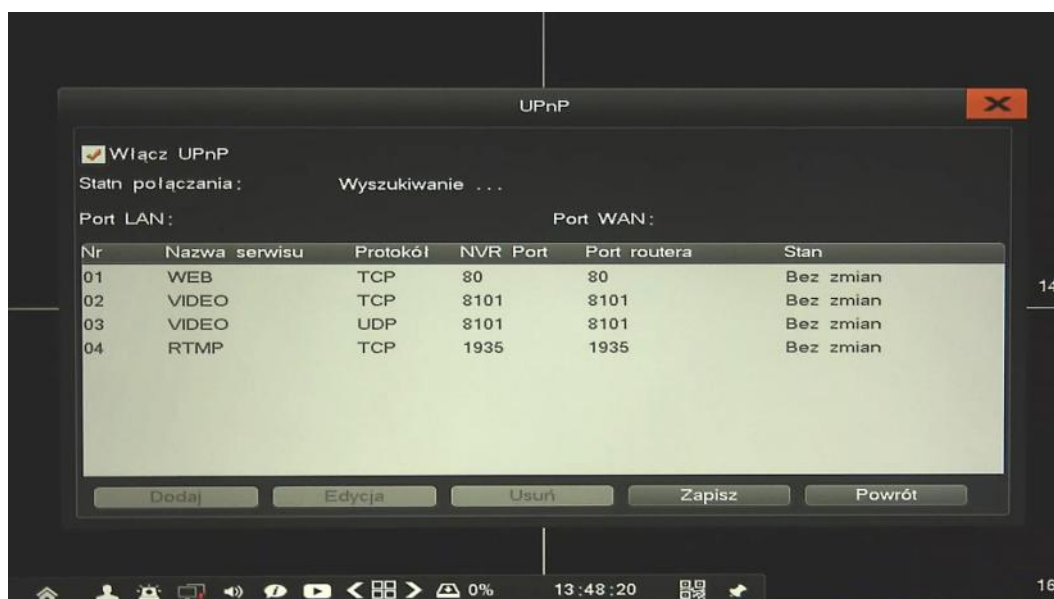 UPnP
Włącz UPnP
Statn połączania: Wyszukiwanie ...
Port LAN: Port WAN:
Nr Nazwa serwisu Protokół NVR Port Port routera Stan
01 WEB TCP 80 80 Bez zmian
02 VIDEO TCP 8101 8101 Bez zmian
03 VIDEO UDP 8101 8101 Bez zmian
04 RTMP TCP 1935 1935 Bez zmian
14
Dodaj Edycja Usuń Zapisz Powrót
0% 13:48:20
16